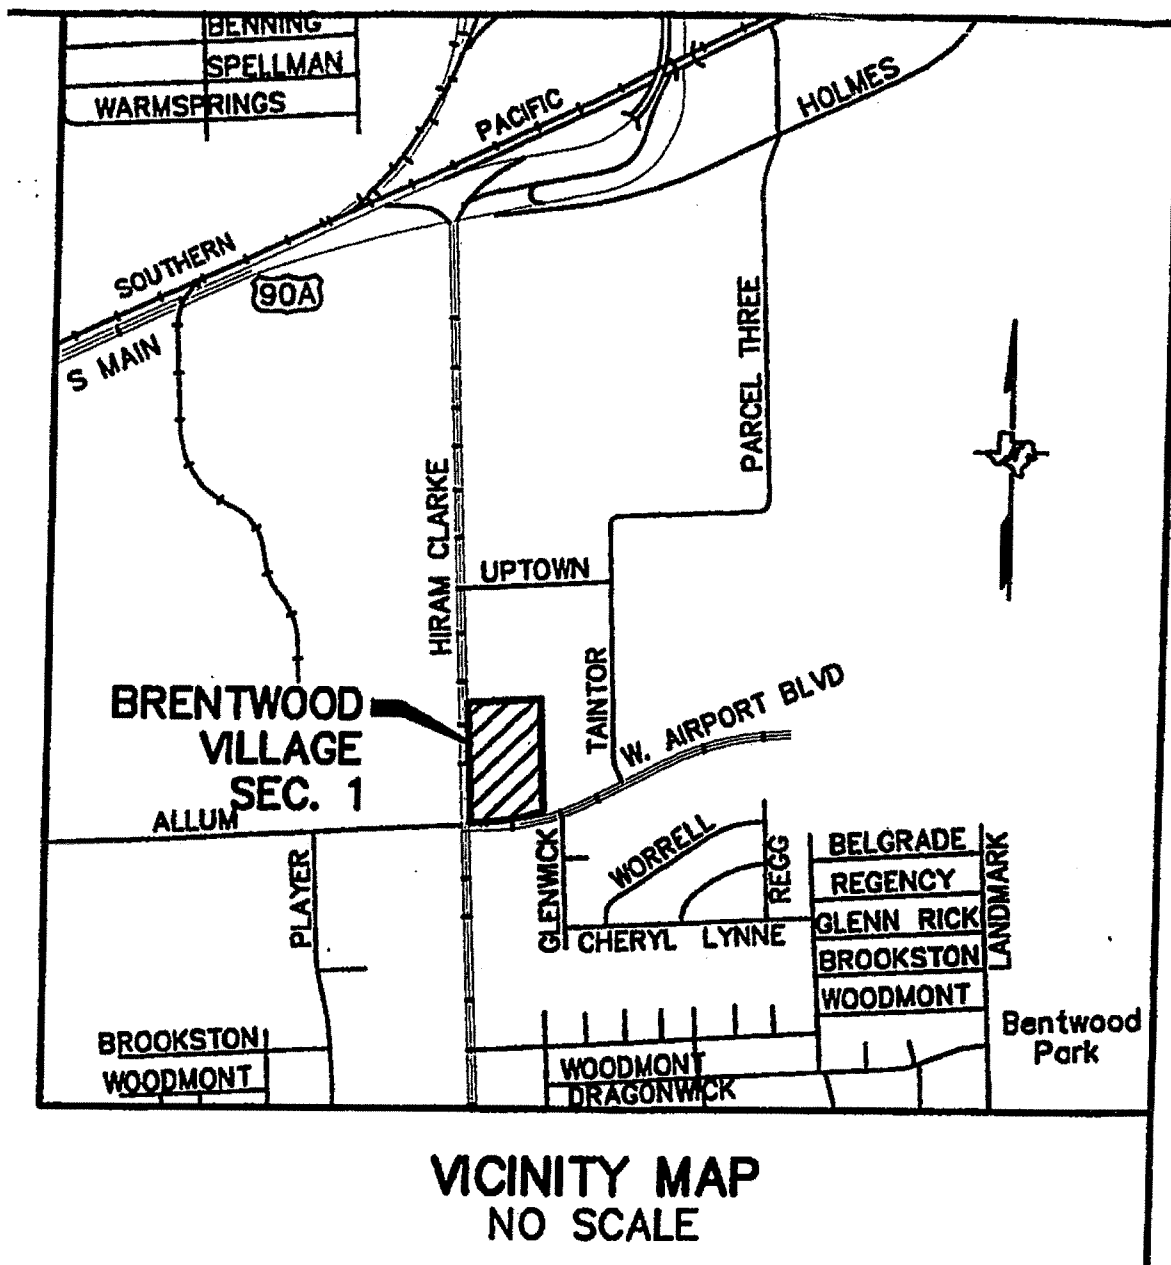 BENNING
SPELLMAN
WARMSPRINGS
PACIFIC
HOLMES
SOUTHERN
90A
S MAIN
PARCEL THREE
HIRAM CLARKE
UPTOWN
TAINTOR
W. AIRPORT BLVD
BRENTWOOD
VILLAGE
SEC. 1
ALLUM
PLAYER
GLENWICK
WORRELL
REGG
BELGRADE
REGENCY
GLENN RICK
BROOKSTON
WOODMONT
LANDMARK
CHERYL LYNNE
Bentwood
Park
BROOKSTON
WOODMONT
WOODMONT
DRAGONWICK
VICINITY MAP
NO SCALE